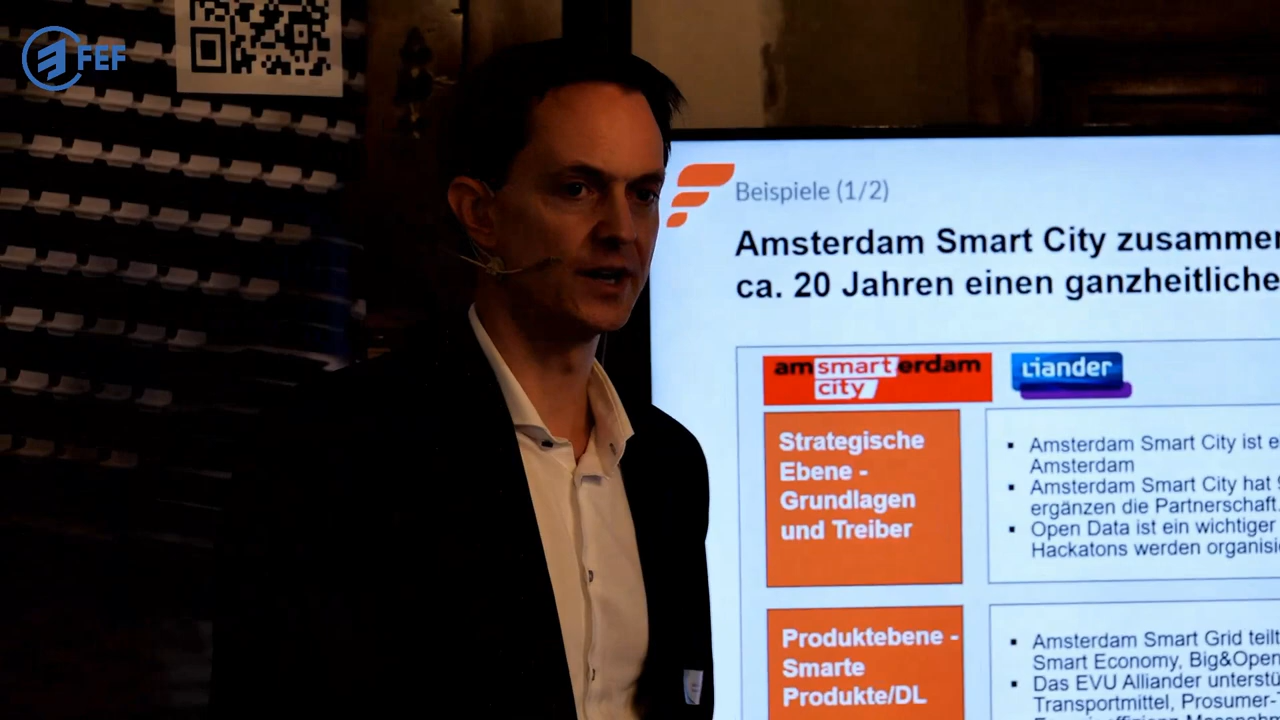 FEF
Beispiele (1/2)
Amsterdam Smart City zusammen
ca. 20 Jahren einen ganzheitliche
amsmarterdam
city
Liander
Strategische
Ebene -
Grundlagen
und Treiber
Amsterdam Smart City ist e
Amsterdam
Amsterdam Smart City hat
ergänzen die Partnerschaft.
Open Data ist ein wichtiger
Hackatons werden organisi
Produktebene -
Smarte
Produkte/DL
Amsterdam Smart Grid teilt
Smart Economy, Big&Open
Das EVU Alliander unterstü
Transportmittel, Prosumer-